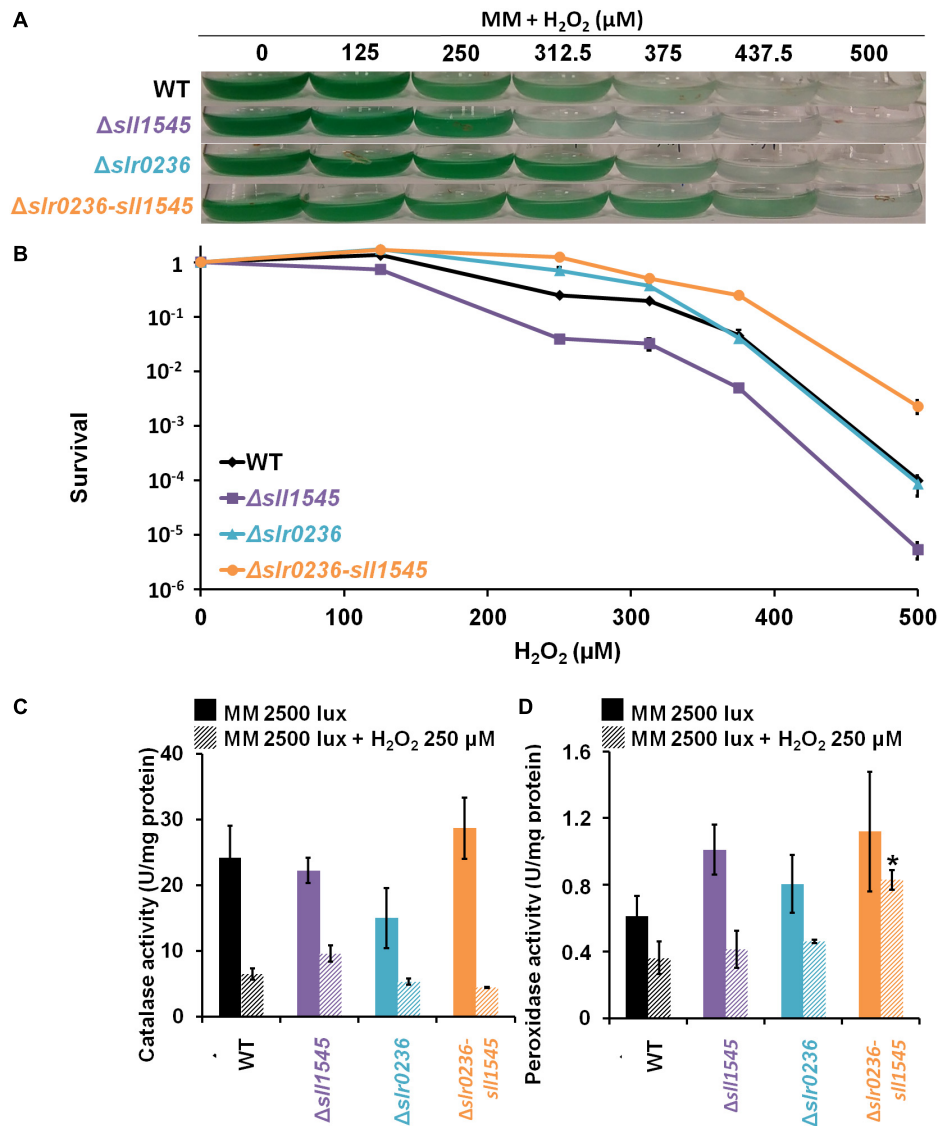 A
MM + H₂O₂ (µM)
0 125 250 312.5 375 437.5 500
WT
Δsll1545
Δslr0236
Δslr0236-sll1545
B
1
10⁻¹
10⁻²
10⁻³
10⁻⁴
10⁻⁵
10⁻⁶
Survival
WT
Δsll1545
Δslr0236
Δslr0236-sll1545
0 100 200 300 400 500
H₂O₂ (µM)
C
MM 2500 lux
MM 2500 lux + H₂O₂ 250 µM
Catalase activity (U/mg protein)
40
30
20
10
0
WT
Δsll1545
Δslr0236
Δslr0236-
sll1545
D
MM 2500 lux
MM 2500 lux + H₂O₂ 250 µM
Peroxidase activity (U/mg protein)
1.6
1.2
0.8
0.4
0
*
WT
Δsll1545
Δslr0236
Δslr0236-
sll1545